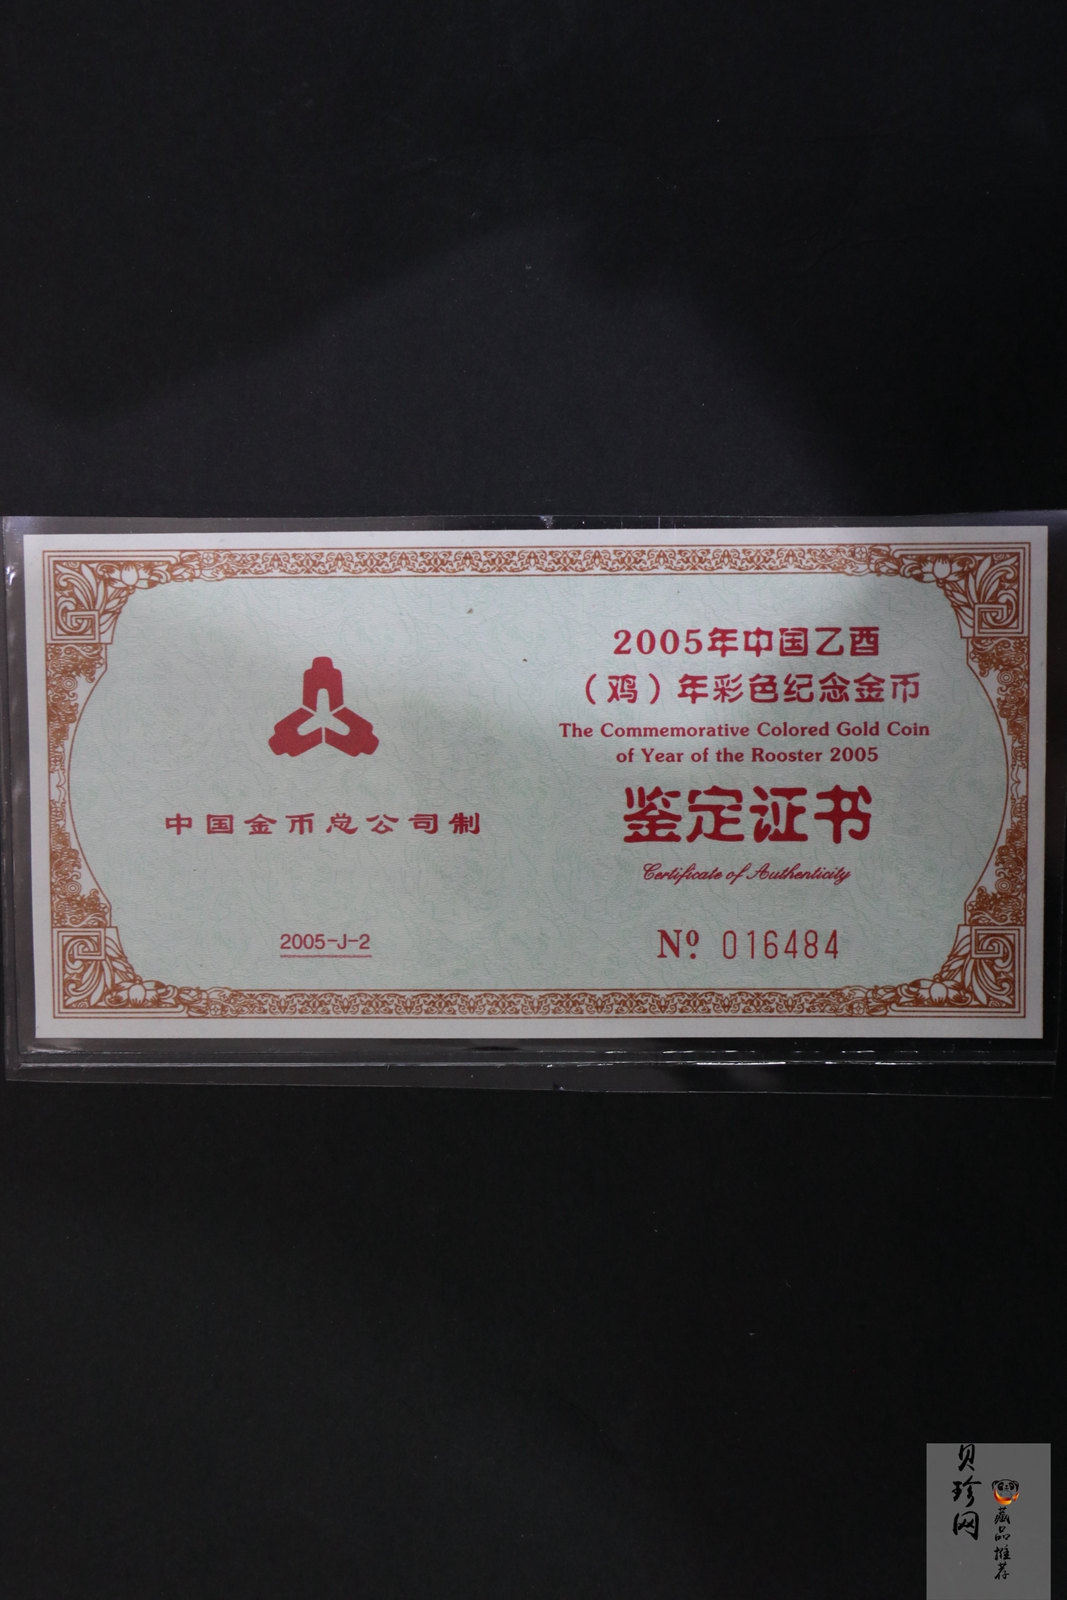 中国金币总公司制
2005-J-2
2005年中国乙酉
（鸡）年彩色纪念金币
The Commemorative Colored Gold Coin
of Year of the Rooster 2005
鉴定证书
Certificate of Authenticity
Nº 016484
贝珍网
藏品推荐